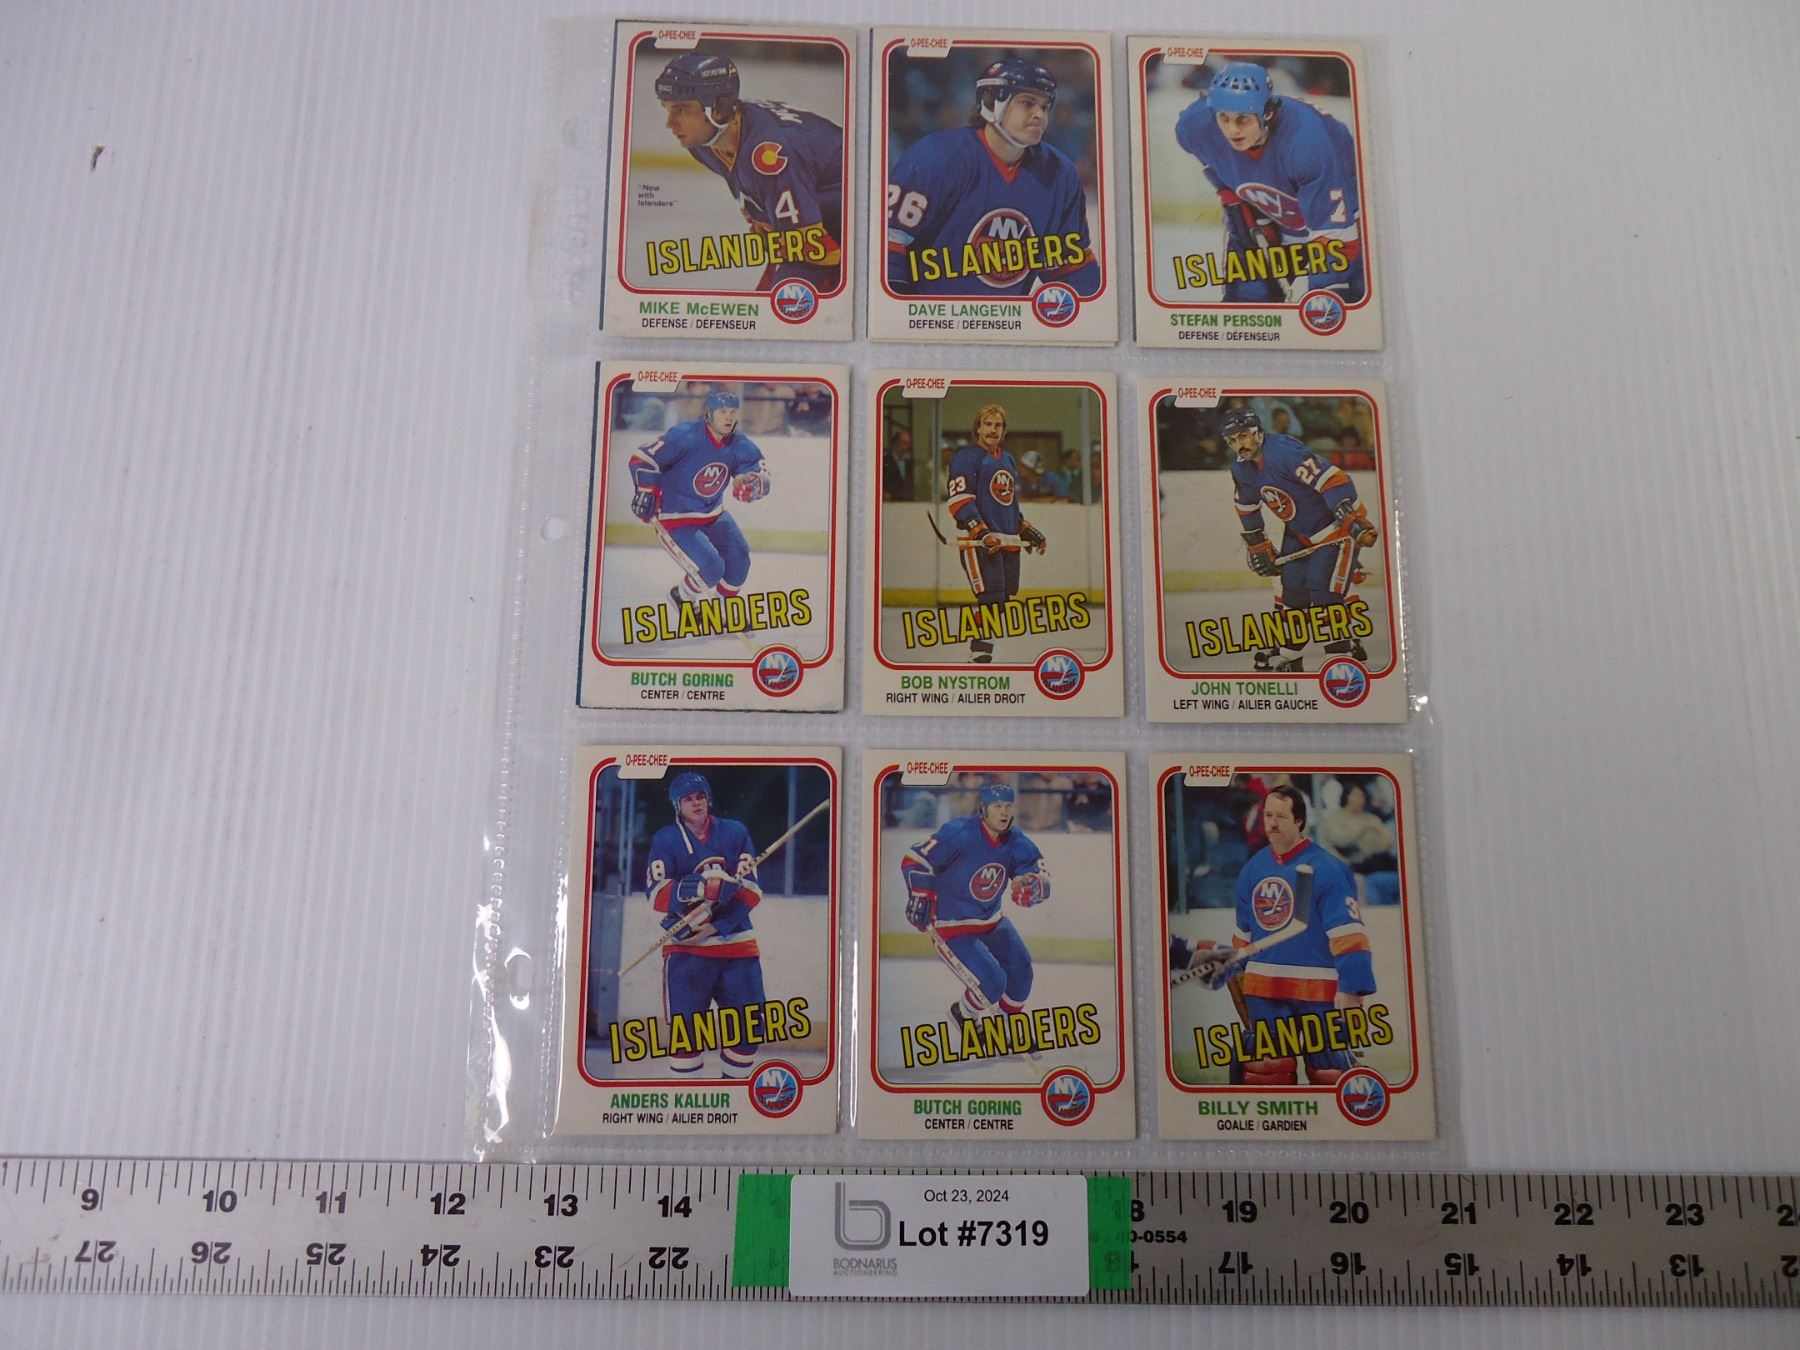 O-PEE-CHEE
"Now
with
Islanders"
4
ISLANDERS
MIKE McEWEN
DEFENSE / DÉFENSEUR
O-PEE-CHEE
26
ISLANDERS
DAVE LANGEVIN
DEFENSE / DÉFENSEUR
O-PEE-CHEE
7
ISLANDERS
STEFAN PERSSON
DEFENSE / DÉFENSEUR
O-PEE-CHEE
ISLANDERS
BUTCH GORING
CENTER / CENTRE
O-PEE-CHEE
23
ISLANDERS
BOB NYSTROM
RIGHT WING / AILIER DROIT
O-PEE-CHEE
27
ISLANDERS
JOHN TONELLI
LEFT WING / AILIER GAUCHE
O-PEE-CHEE
ISLANDERS
ANDERS KALLUR
RIGHT WING / AILIER DROIT
O-PEE-CHEE
ISLANDERS
BUTCH GORING
CENTER / CENTRE
O-PEE-CHEE
ISLANDERS
BILLY SMITH
GOALIE / GARDIEN
9 10 11 12 13 14 18 19 20 21 22 23
27 26 25 24 23 22 17 16 15 14 13
Oct 23, 2024
Lot #7319
BODNARUS
AUCTIONEERING